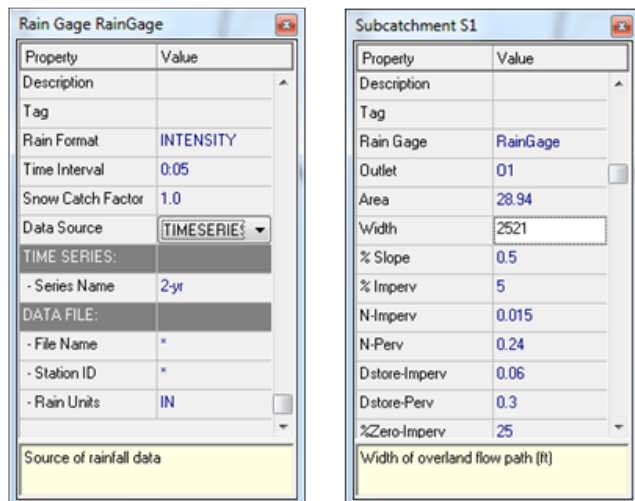 Rain Gage RainGage
Property Value
Description
Tag
Rain Format INTENSITY
Time Interval 0:05
Snow Catch Factor 1.0
Data Source TIMESERIES
TIME SERIES:
- Series Name 2-yr
DATA FILE:
- File Name *
- Station ID *
- Rain Units IN
Source of rainfall data
Subcatchment S1
Property Value
Description
Tag
Rain Gage RainGage
Outlet O1
Area 28.94
Width 2521
% Slope 0.5
% Imperv 5
N-Imperv 0.015
N-Perv 0.24
Dstore-Imperv 0.06
Dstore-Perv 0.3
%Zero-Imperv 25
Width of overland flow path (ft)